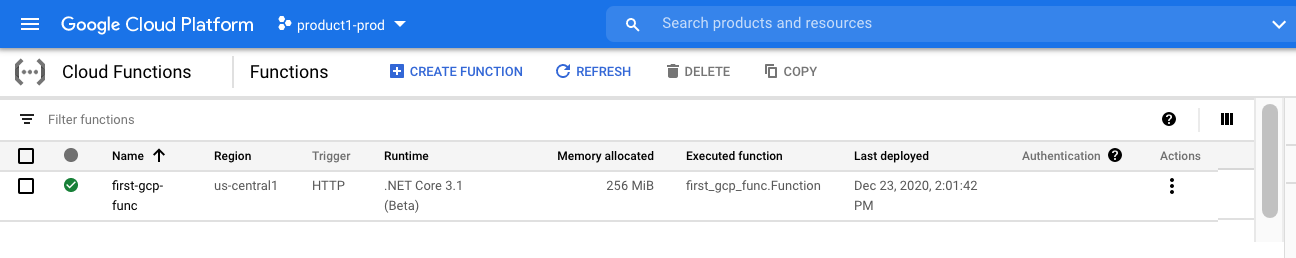 Google Cloud Platform product1-prod Search products and resources
Cloud Functions Functions CREATE FUNCTION REFRESH DELETE COPY
Filter functions
Name Region Trigger Runtime Memory allocated Executed function Last deployed Authentication Actions
first-gcp- us-central1 HTTP .NET Core 3.1 256 MiB first_gcp_func.Function Dec 23, 2020, 2:01:42
func (Beta) PM